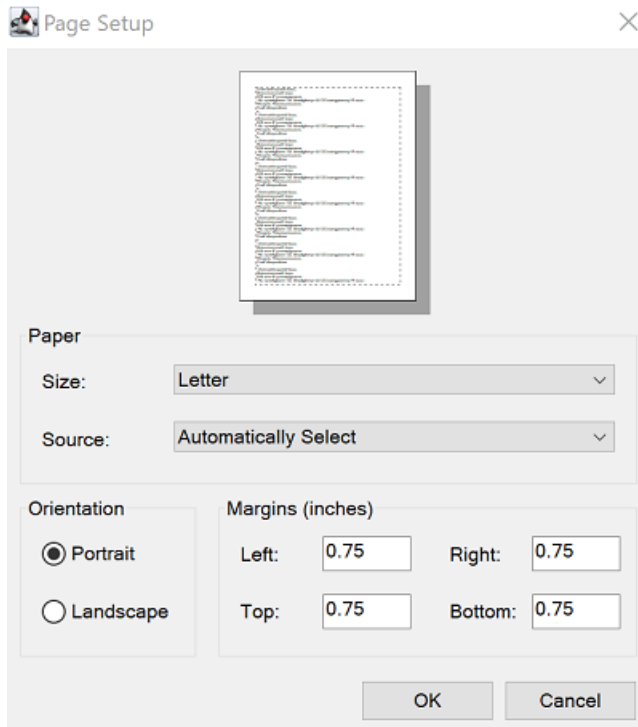 Page Setup
Paper
Size: Letter
Source: Automatically Select
Orientation
Portrait
Landscape
Margins (inches)
Left: 0.75 Right: 0.75
Top: 0.75 Bottom: 0.75
OK Cancel